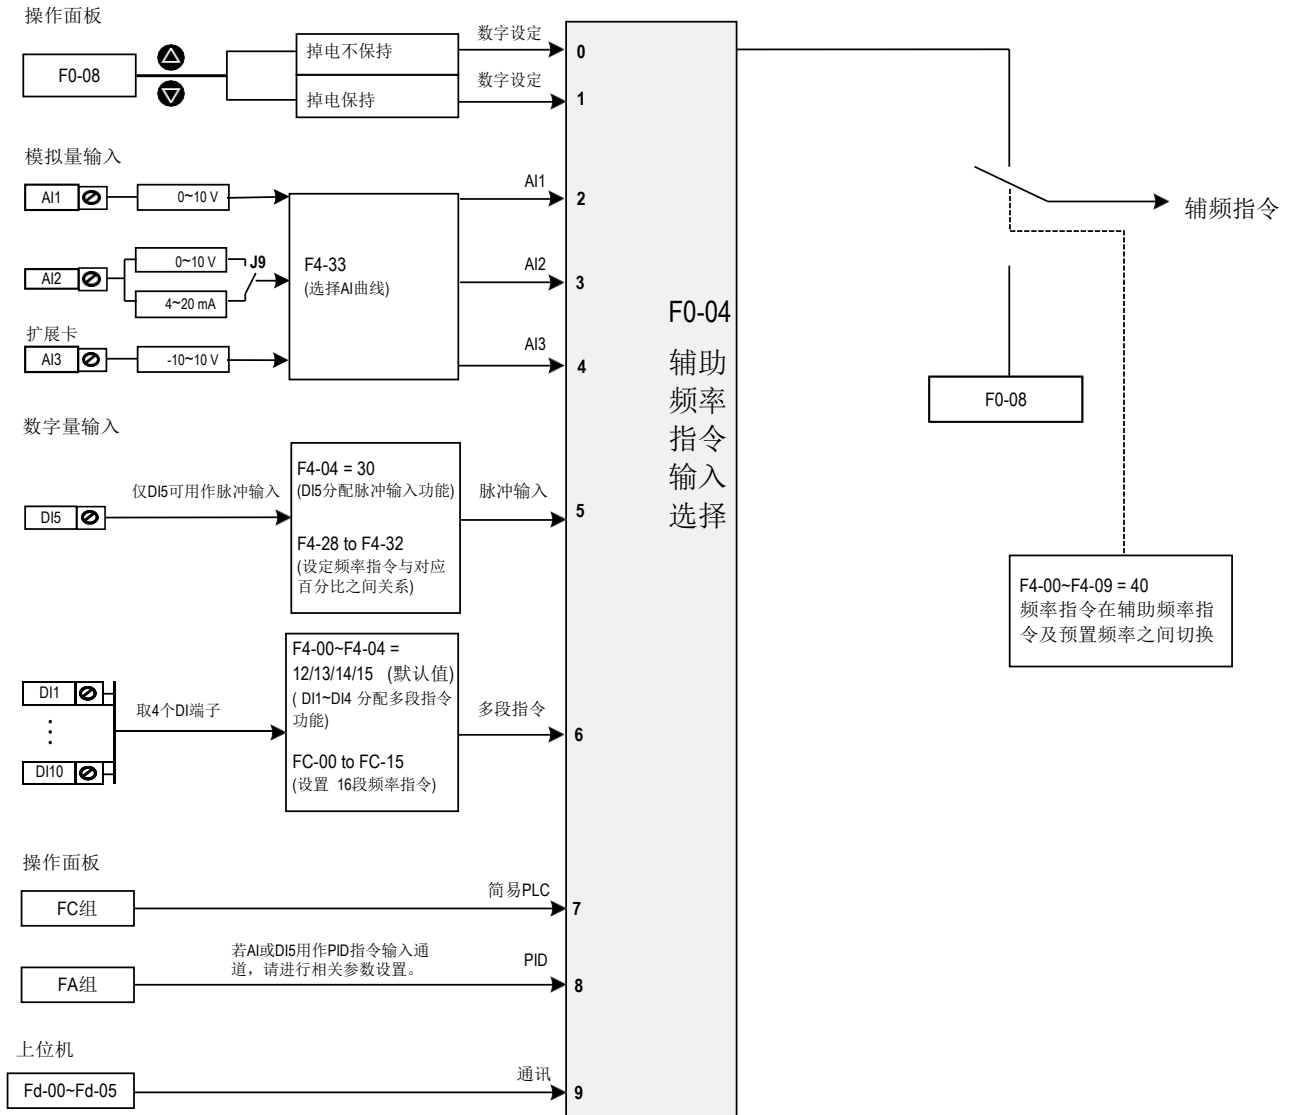 操作面板
F0-08
掉电不保持
数字设定
0
掉电保持
数字设定
1
模拟量输入
AI1
0~10 V
AI1
2
AI2
0~10 V
J9
4~20 mA
F4-33
(选择AI曲线)
AI2
3
扩展卡
AI3
-10~10 V
AI3
4
数字量输入
DI5
仅DI5可用作脉冲输入
F4-04 = 30
(DI5分配脉冲输入功能)
F4-28 to F4-32
(设定频率指令与对应
百分比之间关系)
脉冲输入
5
DI1
DI10
取4个DI端子
F4-00~F4-04 =
12/13/14/15 (默认值)
( DI1~DI4 分配多段指令
功能)
FC-00 to FC-15
(设置 16段频率指令)
多段指令
6
操作面板
FC组
简易PLC
7
FA组
若AI或DI5用作PID指令输入通
道，请进行相关参数设置。
PID
8
上位机
Fd-00~Fd-05
通讯
9
F0-04
辅助
频率
指令
输入
选择
辅频指令
F0-08
F4-00~F4-09 = 40
频率指令在辅助频率指
令及预置频率之间切换